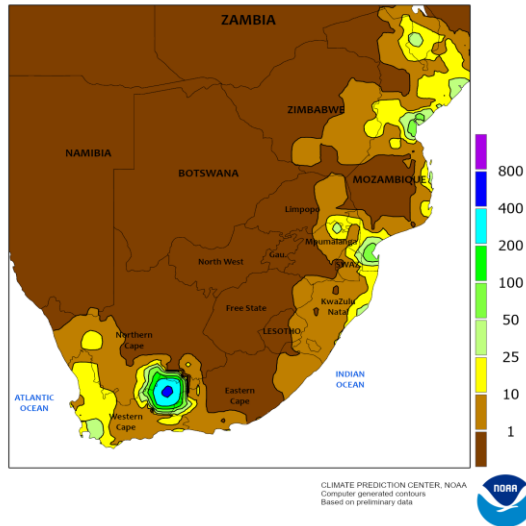 ZAMBIA
ZIMBABWE
NAMIBIA
BOTSWANA
MOZAMBIQUE
Limpopo
Mpumalanga
North West
Gau.
SWAZ.
Free State
KwaZulu
Natal
LESOTHO
Northern
Cape
INDIAN
OCEAN
Eastern
Cape
ATLANTIC
OCEAN
Western
Cape
800
400
200
100
50
25
10
1
CLIMATE PREDICTION CENTER, NOAA
Computer generated contours
Based on preliminary data
NOAA